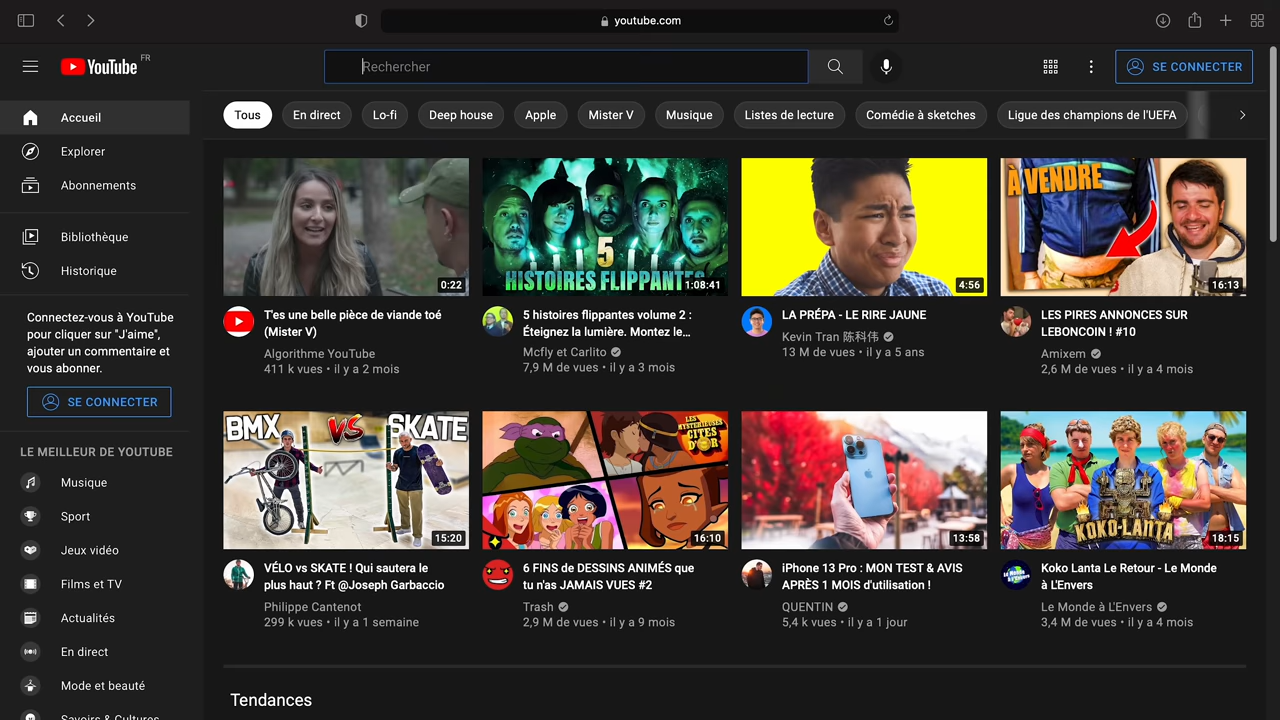 youtube.com
YouTube FR
Rechercher
SE CONNECTER
Tous
En direct
Lo-fi
Deep house
Apple
Mister V
Musique
Listes de lecture
Comédie à sketches
Ligue des champions de l'UEFA
Accueil
Explorer
Abonnements
Bibliothèque
Historique
Connectez-vous à YouTube
pour cliquer sur "J'aime",
ajouter un commentaire et
vous abonner.
SE CONNECTER
LE MEILLEUR DE YOUTUBE
Musique
Sport
Jeux vidéo
Films et TV
Actualités
En direct
Mode et beauté
Savoirs & Cultures
0:22
T'es une belle pièce de viande toé
(Mister V)
Algorithme YouTube
411 k vues • il y a 2 mois
5
HISTOIRES FLIPPANTES
1:08:41
5 histoires flippantes volume 2 :
Éteignez la lumière. Montez le…
Mcfly et Carlito
7,9 M de vues • il y a 3 mois
4:56
LA PRÉPA - LE RIRE JAUNE
Kevin Tran 陈科伟
13 M de vues • il y a 5 ans
À VENDRE
16:13
LES PIRES ANNONCES SUR
LEBONCOIN ! #10
Amixem
2,6 M de vues • il y a 4 mois
BMX VS SKATE
15:20
VÉLO vs SKATE ! Qui sautera le
plus haut ? Ft @Joseph Garbaccio
Philippe Cantenot
299 k vues • il y a 1 semaine
LES
MYSTERIEUSES
CITES
D'OR
16:10
6 FINS de DESSINS ANIMÉS que
tu n'as JAMAIS VUES #2
Trash
2,9 M de vues • il y a 9 mois
13:58
iPhone 13 Pro : MON TEST & AVIS
APRÈS 1 MOIS d'utilisation !
QUENTIN
5,4 k vues • il y a 1 jour
KOKO-LANTA
18:15
Koko Lanta Le Retour - Le Monde
à L'Envers
Le Monde à L'Envers
3,4 M de vues • il y a 4 mois
Tendances